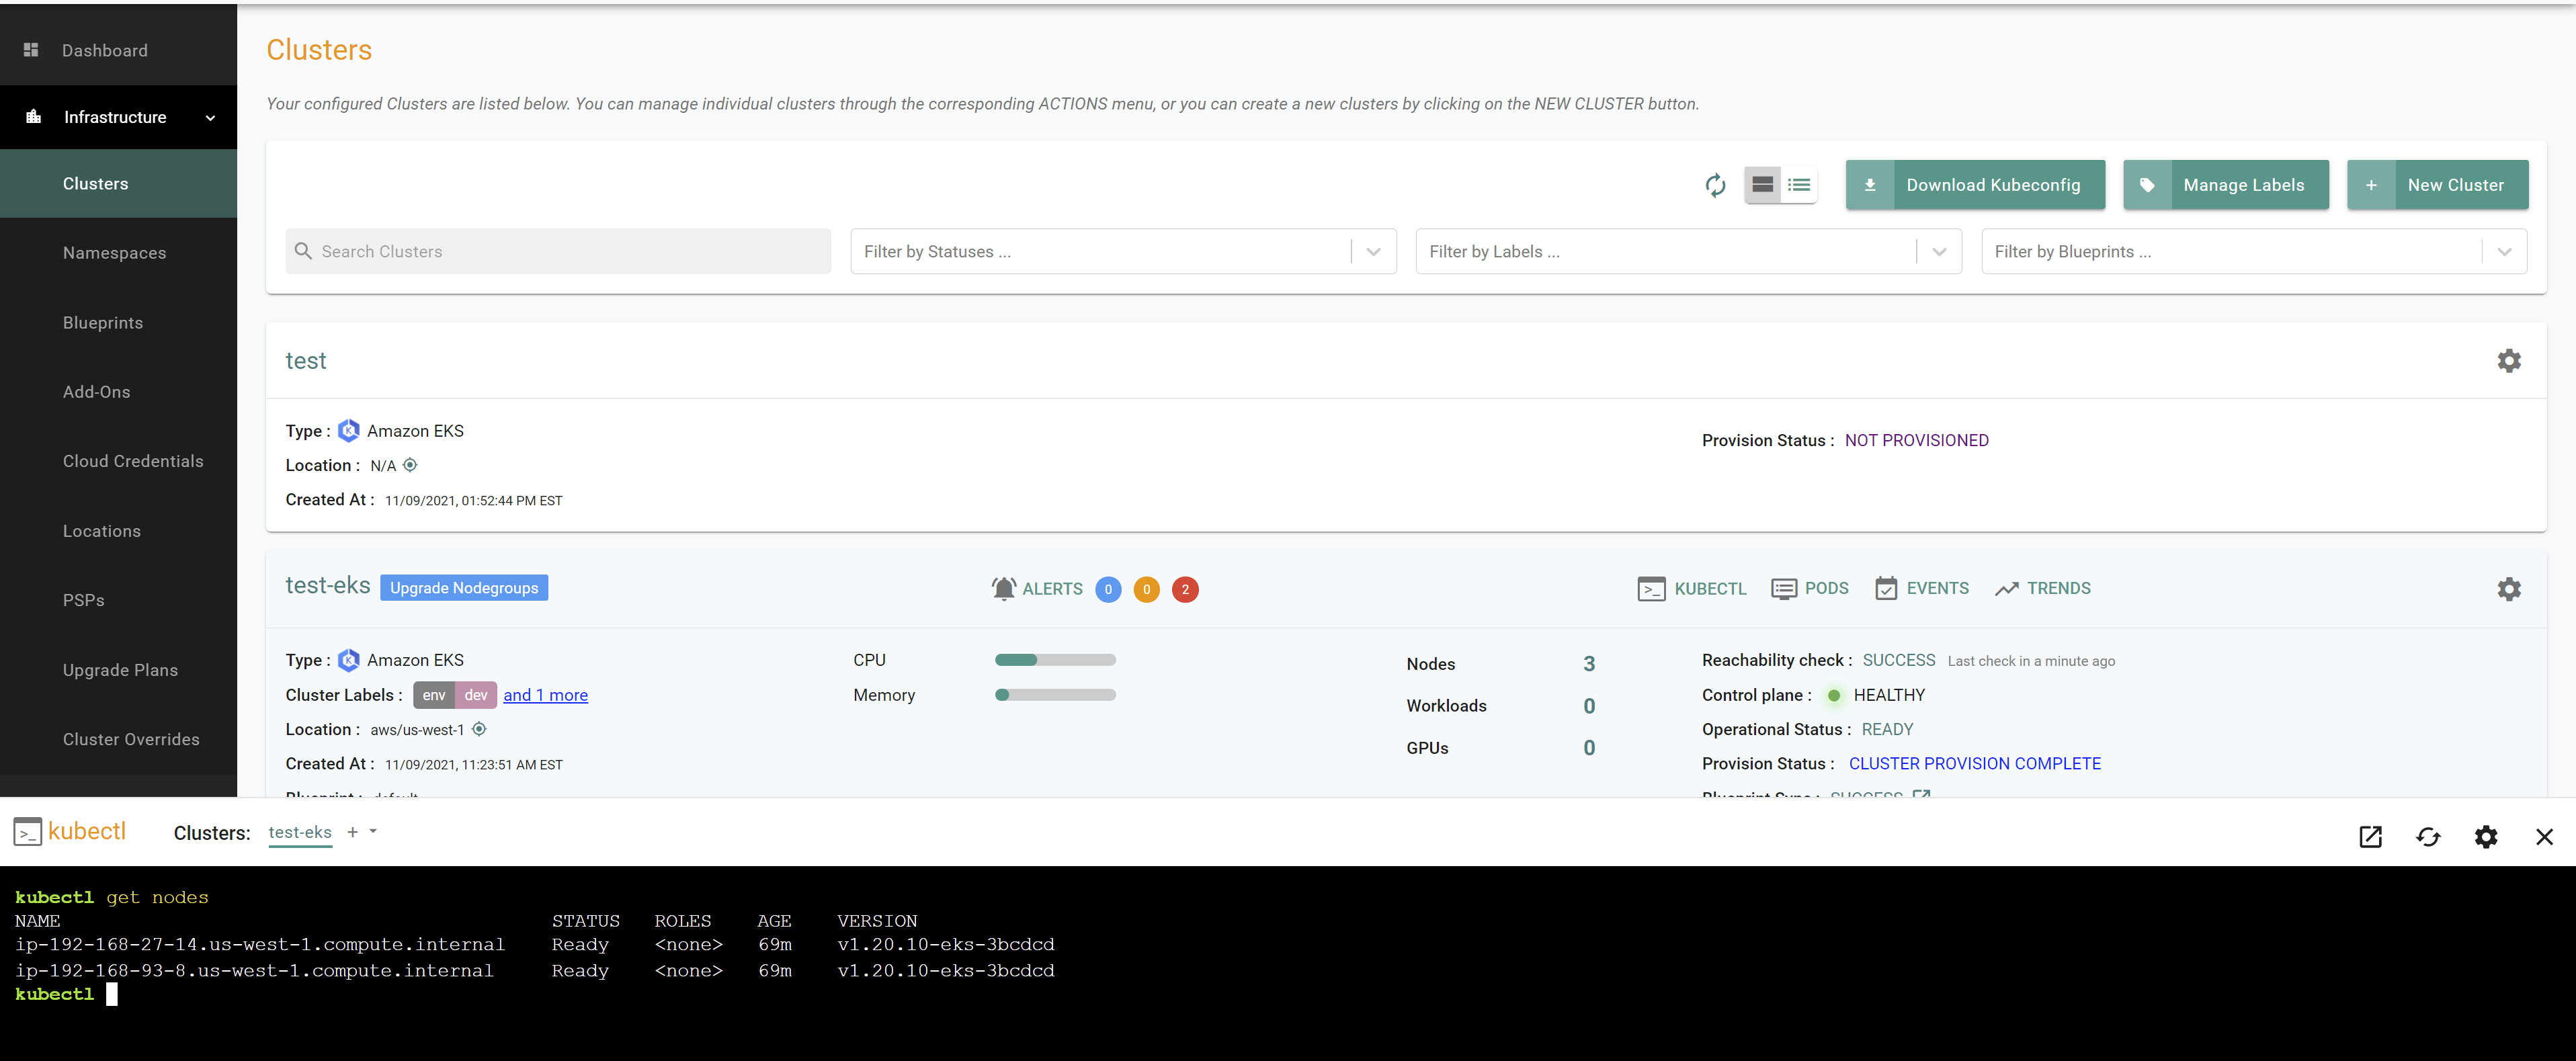 Dashboard
Infrastructure
Clusters
Namespaces
Blueprints
Add-Ons
Cloud Credentials
Locations
PSPs
Upgrade Plans
Cluster Overrides
Clusters
Your configured Clusters are listed below. You can manage individual clusters through the corresponding ACTIONS menu, or you can create a new clusters by clicking on the NEW CLUSTER button.
Download Kubeconfig Manage Labels + New Cluster
Search Clusters Filter by Statuses ... Filter by Labels ... Filter by Blueprints ...
test
Type : Amazon EKS
Provision Status : NOT PROVISIONED
Location : N/A
Created At : 11/09/2021, 01:52:44 PM EST
test-eks Upgrade Nodegroups ALERTS 0 0 2 >_ KUBECTL PODS EVENTS TRENDS
Type : Amazon EKS
Cluster Labels : env dev and 1 more
Location : aws/us-west-1
Created At : 11/09/2021, 11:23:51 AM EST
Blueprint : default
CPU
Memory
Nodes 3
Workloads 0
GPUs 0
Reachability check : SUCCESS Last check in a minute ago
Control plane : HEALTHY
Operational Status : READY
Provision Status : CLUSTER PROVISION COMPLETE
Blueprint Sync : SUCCESS
>_ kubectl Clusters: test-eks +
kubectl get nodes
NAME STATUS ROLES AGE VERSION
ip-192-168-27-14.us-west-1.compute.internal Ready <none> 69m v1.20.10-eks-3bcdcd
ip-192-168-93-8.us-west-1.compute.internal Ready <none> 69m v1.20.10-eks-3bcdcd
kubectl